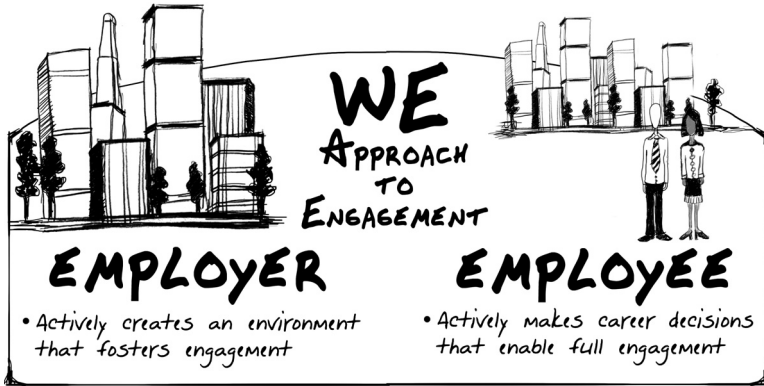 WE
APPROACH
TO
ENGAGEMENT
EMPLOYER
• Actively creates an environment
that fosters engagement
EMPLOYEE
• Actively makes career decisions
that enable full engagement